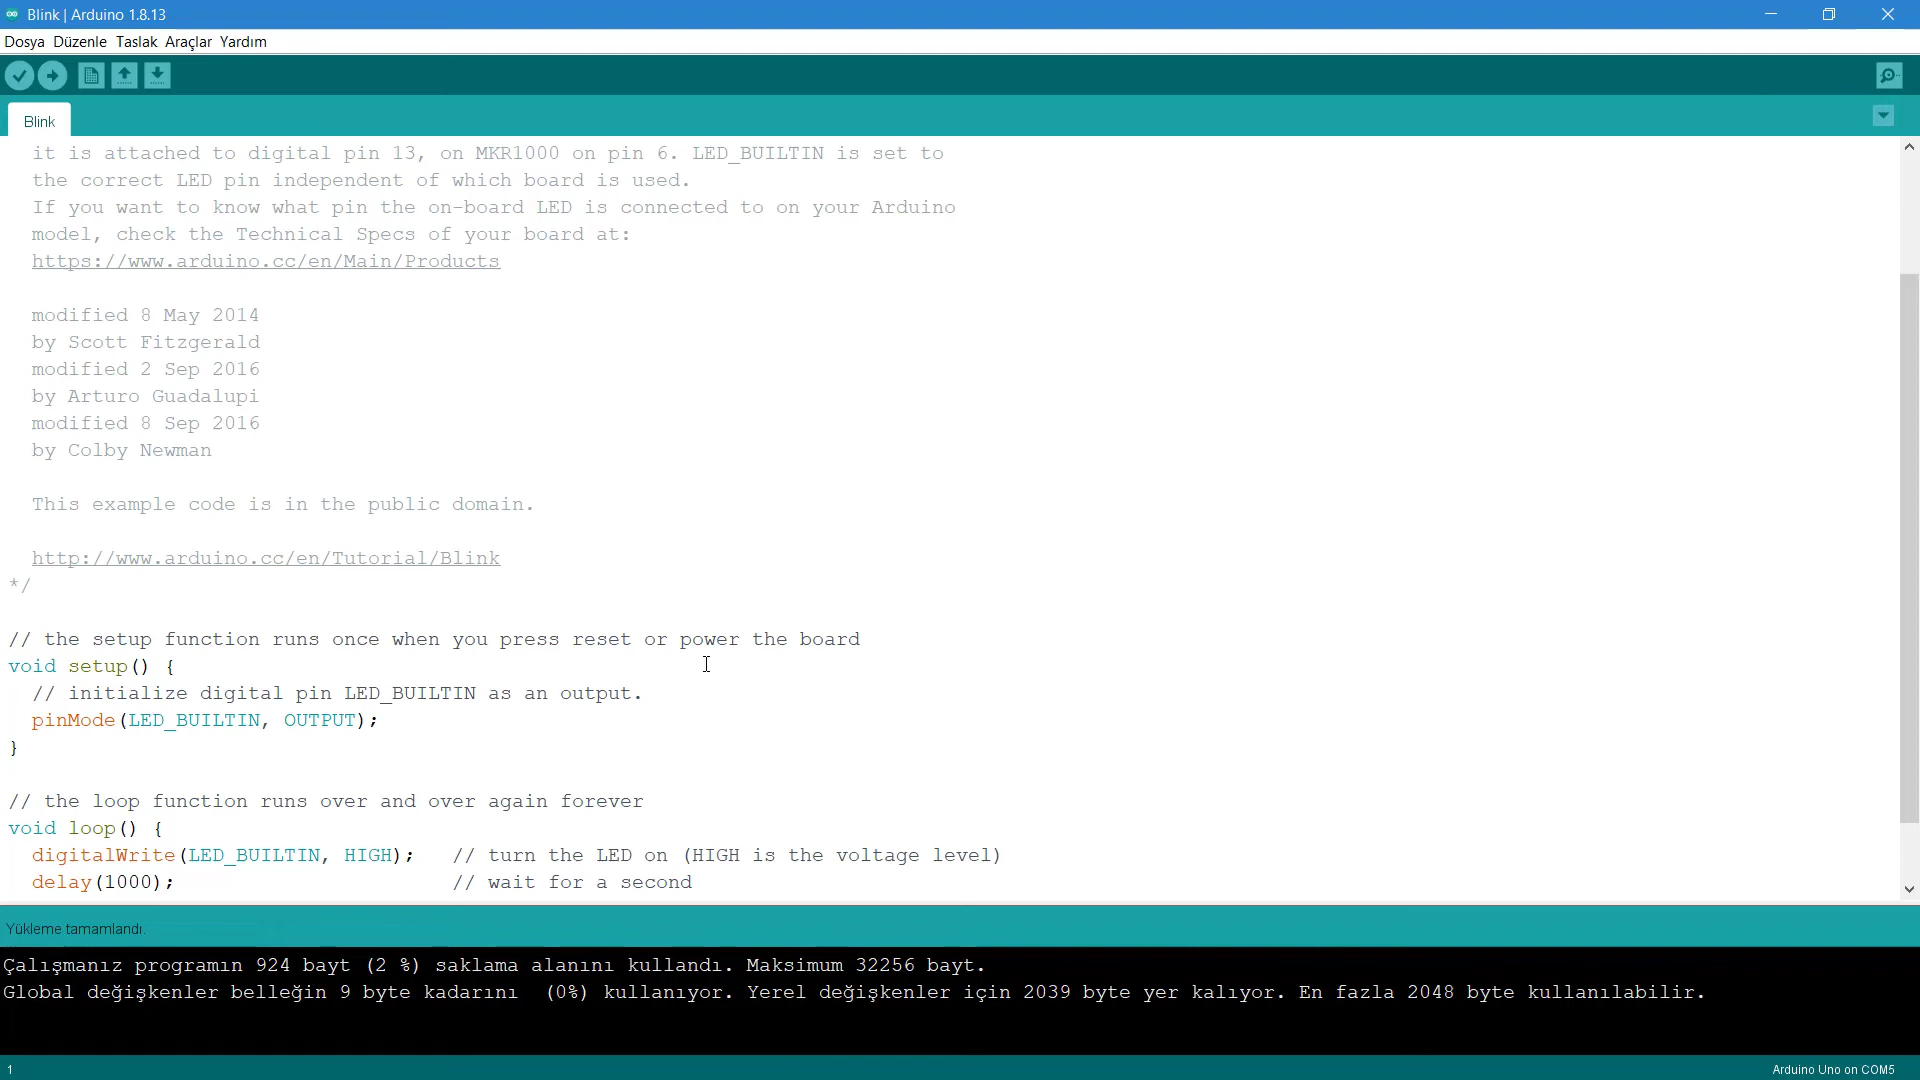 Blink | Arduino 1.8.13
Dosya Düzenle Taslak Araçlar Yardım
Blink
it is attached to digital pin 13, on MKR1000 on pin 6. LED_BUILTIN is set to
the correct LED pin independent of which board is used.
If you want to know what pin the on-board LED is connected to on your Arduino
model, check the Technical Specs of your board at:
https://www.arduino.cc/en/Main/Products
modified 8 May 2014
by Scott Fitzgerald
modified 2 Sep 2016
by Arturo Guadalupi
modified 8 Sep 2016
by Colby Newman
This example code is in the public domain.
http://www.arduino.cc/en/Tutorial/Blink
*/
// the setup function runs once when you press reset or power the board
void setup() {
// initialize digital pin LED_BUILTIN as an output.
pinMode(LED_BUILTIN, OUTPUT);
}
// the loop function runs over and over again forever
void loop() {
digitalWrite(LED_BUILTIN, HIGH);   // turn the LED on (HIGH is the voltage level)
delay(1000);                       // wait for a second
Yükleme tamamlandı.
Çalışmanız programın 924 bayt (2 %) saklama alanını kullandı. Maksimum 32256 bayt.
Global değişkenler belleğin 9 byte kadarını  (0%) kullanıyor. Yerel değişkenler için 2039 byte yer kalıyor. En fazla 2048 byte kullanılabilir.
1
Arduino Uno on COM5